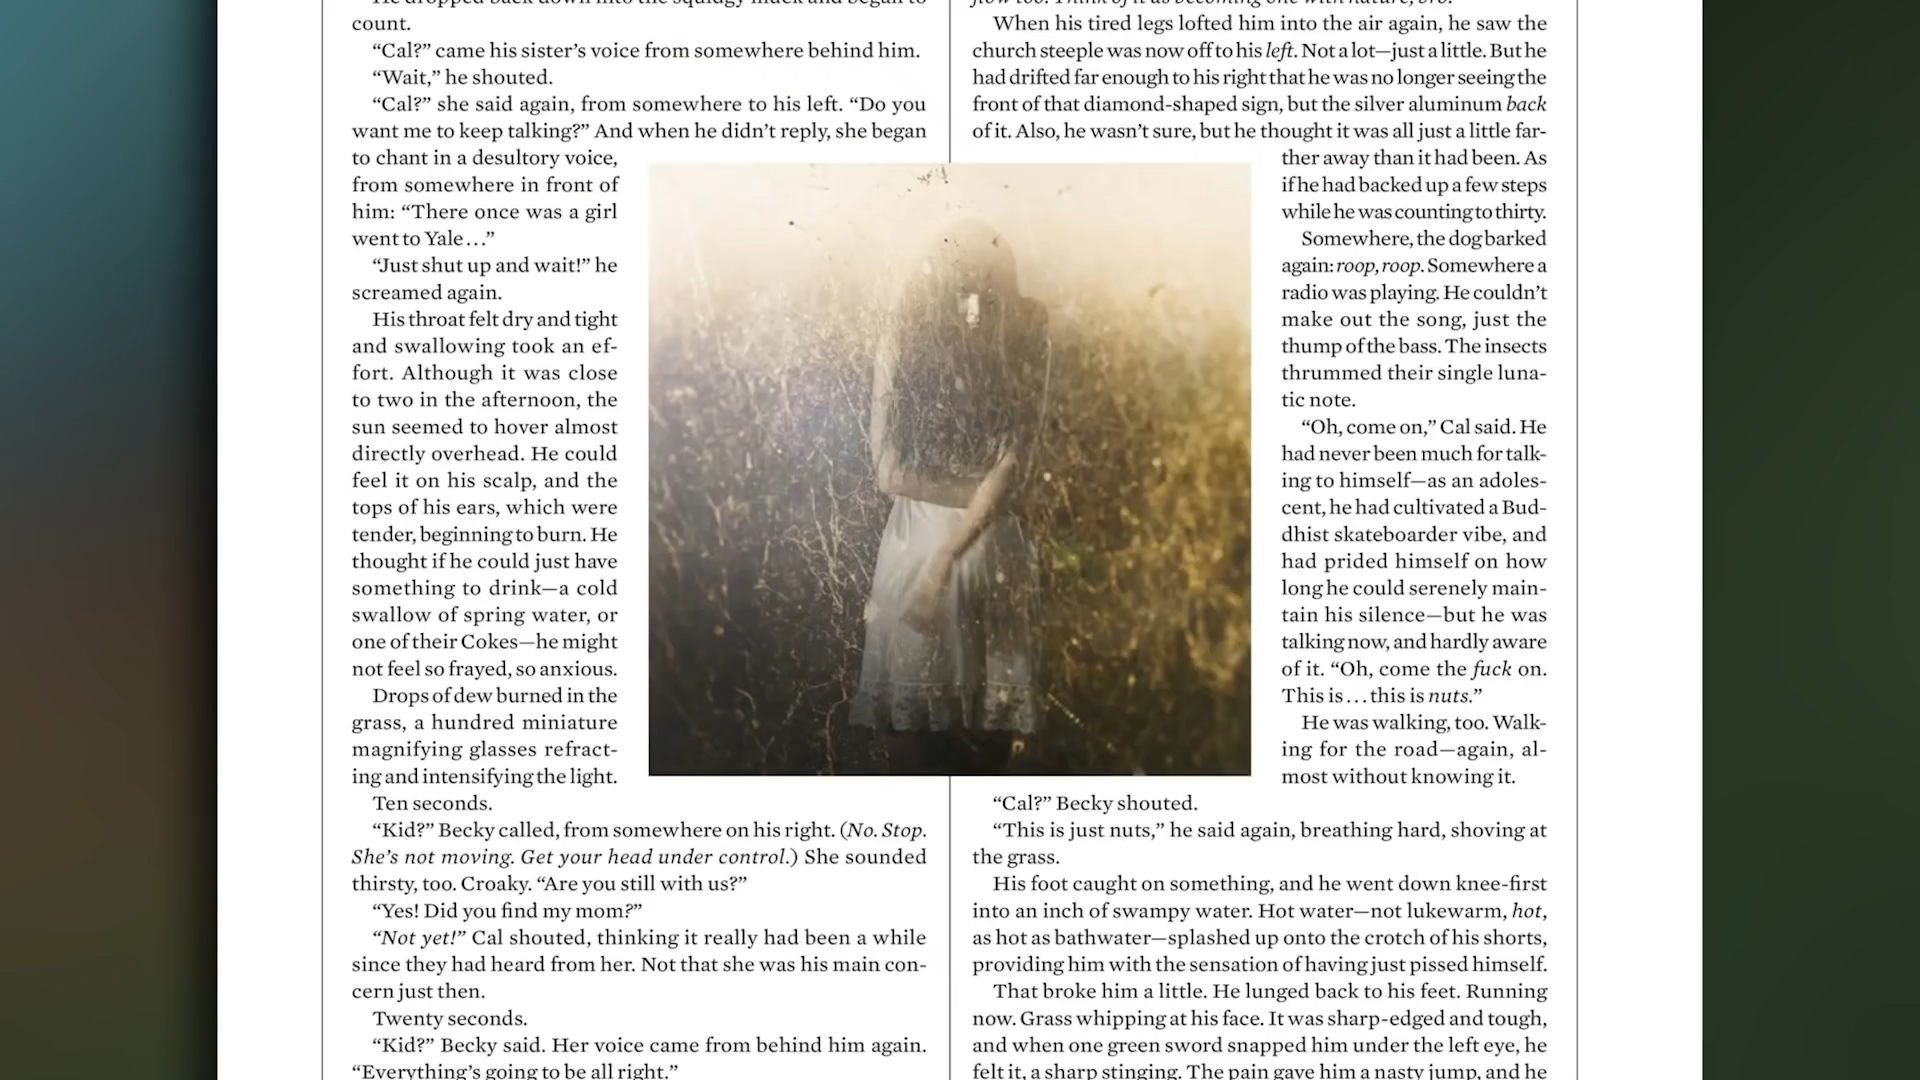 He dropped back down into the squidgy muck and began to
count.
“Cal?” came his sister’s voice from somewhere behind him.
“Wait,” he shouted.
“Cal?” she said again, from somewhere to his left. “Do you
want me to keep talking?” And when he didn’t reply, she began
to chant in a desultory voice,
from somewhere in front of
him: “There once was a girl
went to Yale…”
“Just shut up and wait!” he
screamed again.
His throat felt dry and tight
and swallowing took an ef-
fort. Although it was close
to two in the afternoon, the
sun seemed to hover almost
directly overhead. He could
feel it on his scalp, and the
tops of his ears, which were
tender, beginning to burn. He
thought if he could just have
something to drink—a cold
swallow of spring water, or
one of their Cokes—he might
not feel so frayed, so anxious.
Drops of dew burned in the
grass, a hundred miniature
magnifying glasses refract-
ing and intensifying the light.
Ten seconds.
“Kid?” Becky called, from somewhere on his right. (No. Stop.
She’s not moving. Get your head under control.) She sounded
thirsty, too. Croaky. “Are you still with us?”
“Yes! Did you find my mom?”
“Not yet!” Cal shouted, thinking it really had been a while
since they had heard from her. Not that she was his main con-
cern just then.
Twenty seconds.
“Kid?” Becky said. Her voice came from behind him again.
“Everything’s going to be all right.”
flow too. Think of it as becoming one with nature, bro.
When his tired legs lofted him into the air again, he saw the
church steeple was now off to his left. Not a lot—just a little. But he
had drifted far enough to his right that he was no longer seeing the
front of that diamond-shaped sign, but the silver aluminum back
of it. Also, he wasn’t sure, but he thought it was all just a little far-
ther away than it had been. As
if he had backed up a few steps
while he was counting to thirty.
Somewhere, the dog barked
again: roop, roop. Somewhere a
radio was playing. He couldn’t
make out the song, just the
thump of the bass. The insects
thrummed their single luna-
tic note.
“Oh, come on,” Cal said. He
had never been much for talk-
ing to himself—as an adoles-
cent, he had cultivated a Bud-
dhist skateboarder vibe, and
had prided himself on how
long he could serenely main-
tain his silence—but he was
talking now, and hardly aware
of it. “Oh, come the fuck on.
This is…this is nuts.”
He was walking, too. Walk-
ing for the road—again, al-
most without knowing it.
“Cal?” Becky shouted.
“This is just nuts,” he said again, breathing hard, shoving at
the grass.
His foot caught on something, and he went down knee-first
into an inch of swampy water. Hot water—not lukewarm, hot,
as hot as bathwater—splashed up onto the crotch of his shorts,
providing him with the sensation of having just pissed himself.
That broke him a little. He lunged back to his feet. Running
now. Grass whipping at his face. It was sharp-edged and tough,
and when one green sword snapped him under the left eye, he
felt it, a sharp stinging. The pain gave him a nasty jump, and he